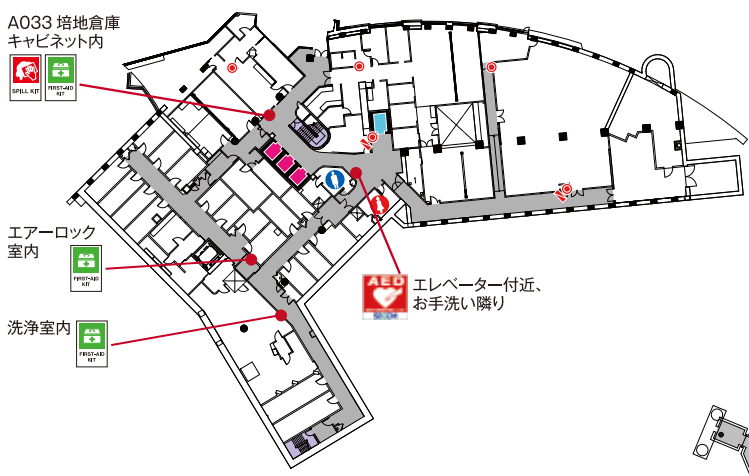 A033 培地倉庫
キャビネット内
SPILL KIT
FIRST-AID
KIT
エアーロック
室内
FIRST-AID
KIT
洗浄室内
FIRST-AID
KIT
AED
エレベーター付近、
お手洗い隣り